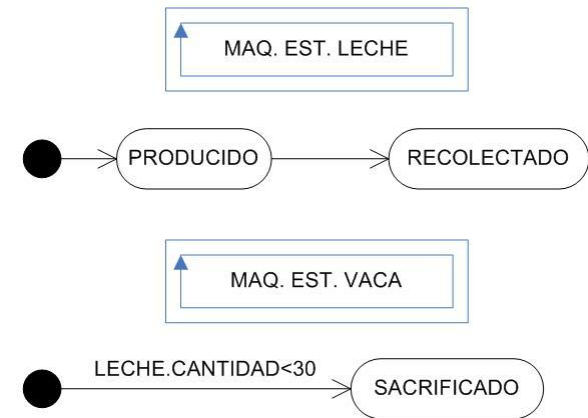 MAQ. EST. LECHE
PRODUCIDO
RECOLECTADO
MAQ. EST. VACA
LECHE.CANTIDAD<30
SACRIFICADO